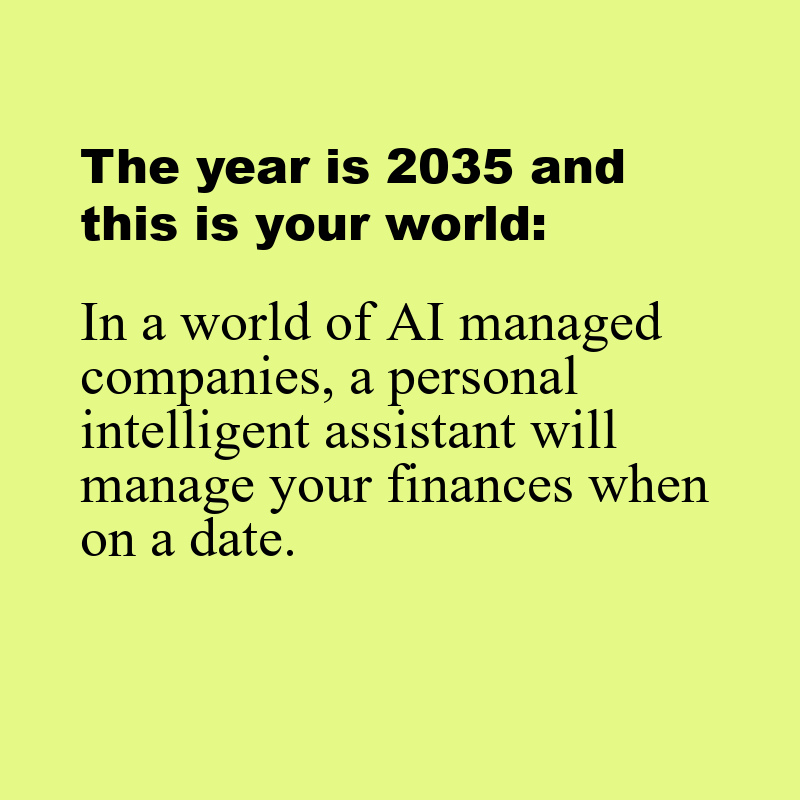 The year is 2035 and
this is your world:
In a world of AI managed
companies, a personal
intelligent assistant will
manage your finances when
on a date.